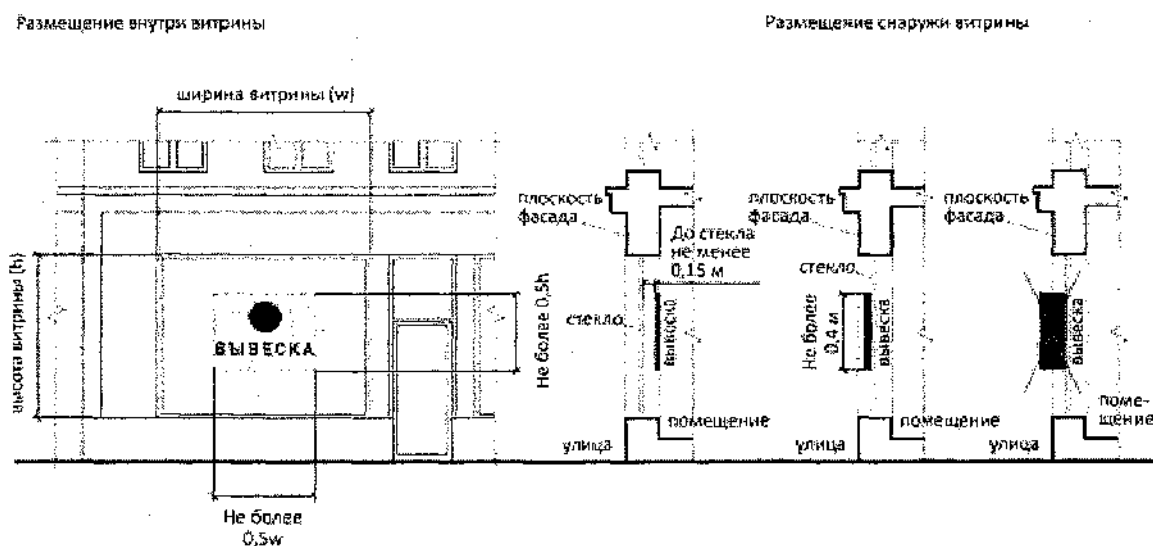 Размещение внутри витрины
Размещение снаружи витрины
ширина витрины (w)
высота витрины (h)
ВЫВЕСКА
Не более 0,5h
Не более
0,5w
плоскость
фасада
До стекла
не менее
0,15 м
стекло
вывеска
помещение
улица
плоскость
фасада
стекло
Не более
0,4 м
вывеска
помещение
улица
плоскость
фасада
вывеска
поме-
щение
улица